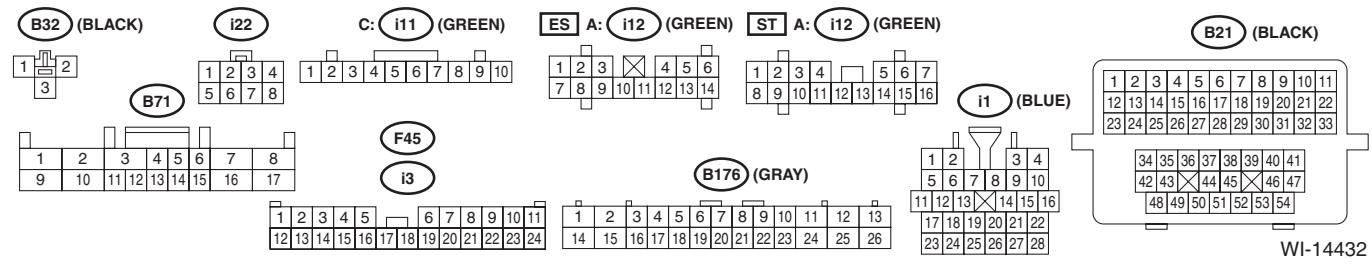 B32 (BLACK)
1 2
3
i22
1 2 3 4
5 6 7 8
C: i11 (GREEN)
1 2 3 4 5 6 7 8 9 10
ES A: i12 (GREEN)
1 2 3 4 5 6
7 8 9 10 11 12 13 14
ST A: i12 (GREEN)
1 2 3 4 5 6 7
8 9 10 11 12 13 14 15 16
B21 (BLACK)
1 2 3 4 5 6 7 8 9 10 11
12 13 14 15 16 17 18 19 20 21 22
23 24 25 26 27 28 29 30 31 32 33
34 35 36 37 38 39 40 41
42 43 44 45 46 47
48 49 50 51 52 53 54
B71
1 2 3 4 5 6 7 8
9 10 11 12 13 14 15 16 17
F45
i3
1 2 3 4 5 6 7 8 9 10 11
12 13 14 15 16 17 18 19 20 21 22 23 24
B176 (GRAY)
1 2 3 4 5 6 7 8 9 10 11 12 13
14 15 16 17 18 19 20 21 22 23 24 25 26
i1 (BLUE)
1 2 3 4
5 6 7 8 9 10
11 12 13 14 15 16
17 18 19 20 21 22
23 24 25 26 27 28
WI-14432